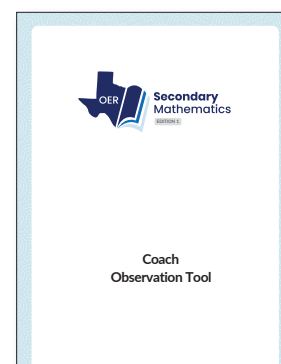 OER
Secondary
Mathematics
EDITION 1
Coach
Observation Tool